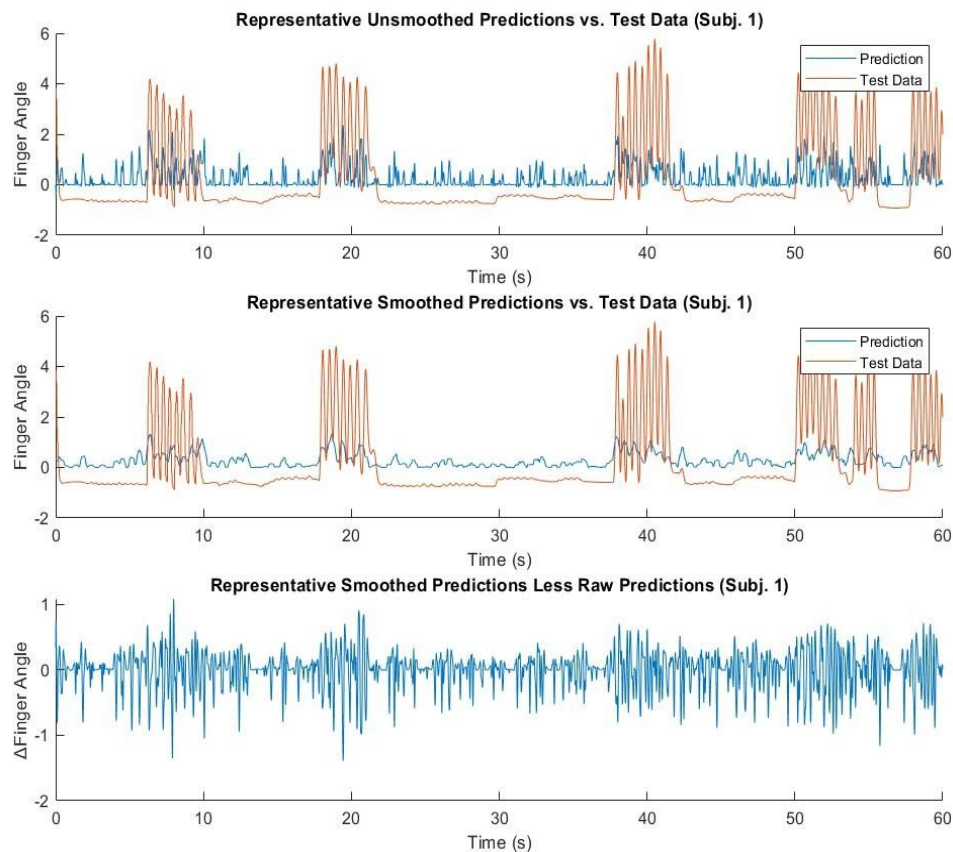 Representative Unsmoothed Predictions vs. Test Data (Subj. 1)
6
4
2
0
-2
Finger Angle
Prediction
Test Data
0 10 20 30 40 50 60
Time (s)
Representative Smoothed Predictions vs. Test Data (Subj. 1)
6
4
2
0
-2
Finger Angle
Prediction
Test Data
0 10 20 30 40 50 60
Time (s)
Representative Smoothed Predictions Less Raw Predictions (Subj. 1)
1
0
-1
-2
ΔFinger Angle
0 10 20 30 40 50 60
Time (s)